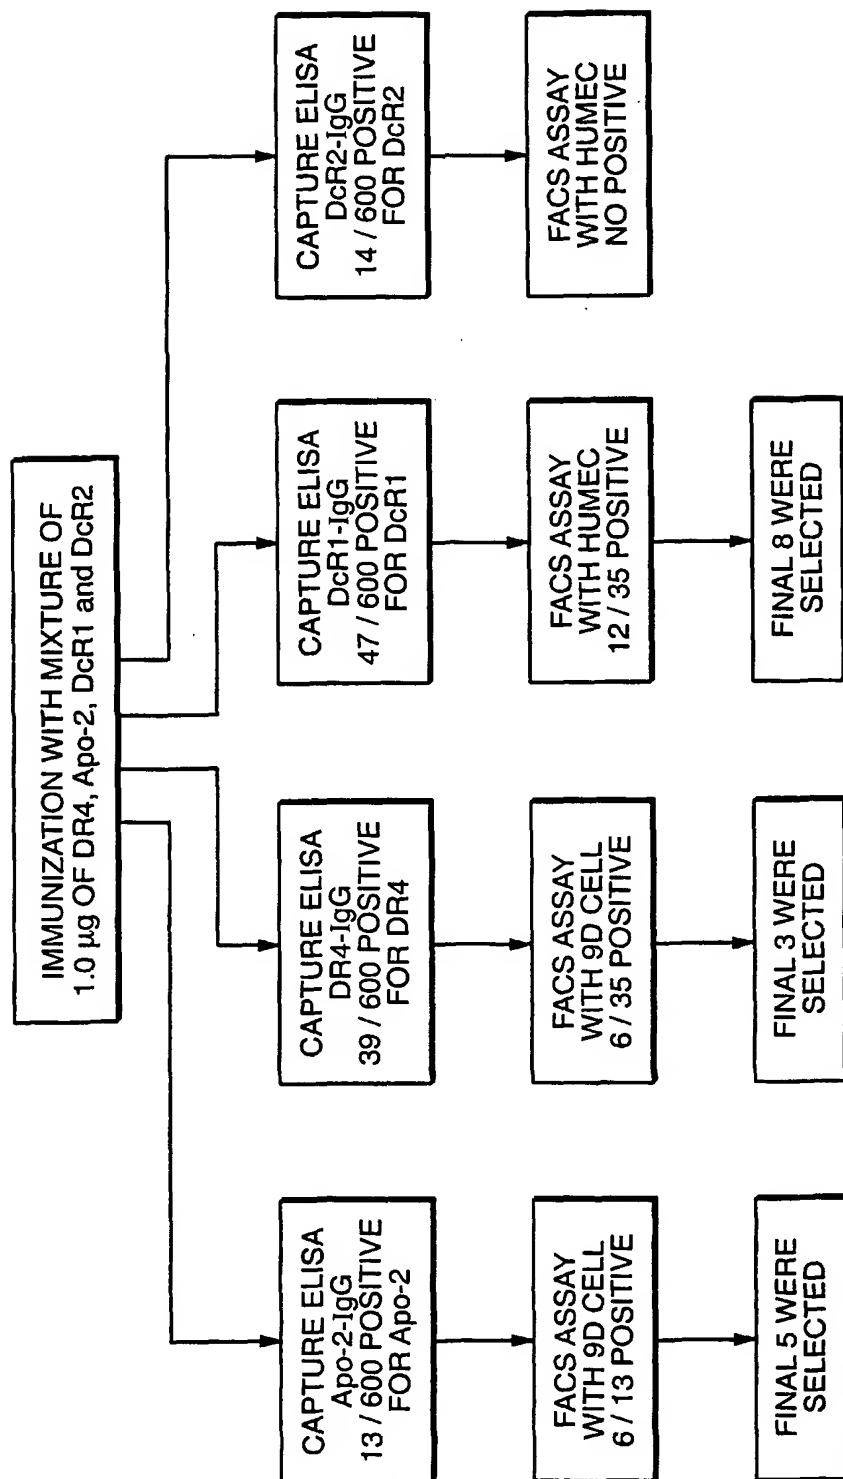 IMMUNIZATION WITH MIXTURE OF
1.0 µg OF DR4, Apo-2, DcR1 and DcR2
CAPTURE ELISA
Apo-2-IgG
13 / 600 POSITIVE
FOR Apo-2
FACS ASSAY
WITH 9D CELL
6 / 13 POSITIVE
FINAL 5 WERE
SELECTED
CAPTURE ELISA
DR4-IgG
39 / 600 POSITIVE
FOR DR4
FACS ASSAY
WITH 9D CELL
6 / 35 POSITIVE
FINAL 3 WERE
SELECTED
CAPTURE ELISA
DcR1-IgG
47 / 600 POSITIVE
FOR DcR1
FACS ASSAY
WITH HUMEC
12 / 35 POSITIVE
FINAL 8 WERE
SELECTED
CAPTURE ELISA
DcR2-IgG
14 / 600 POSITIVE
FOR DcR2
FACS ASSAY
WITH HUMEC
NO POSITIVE